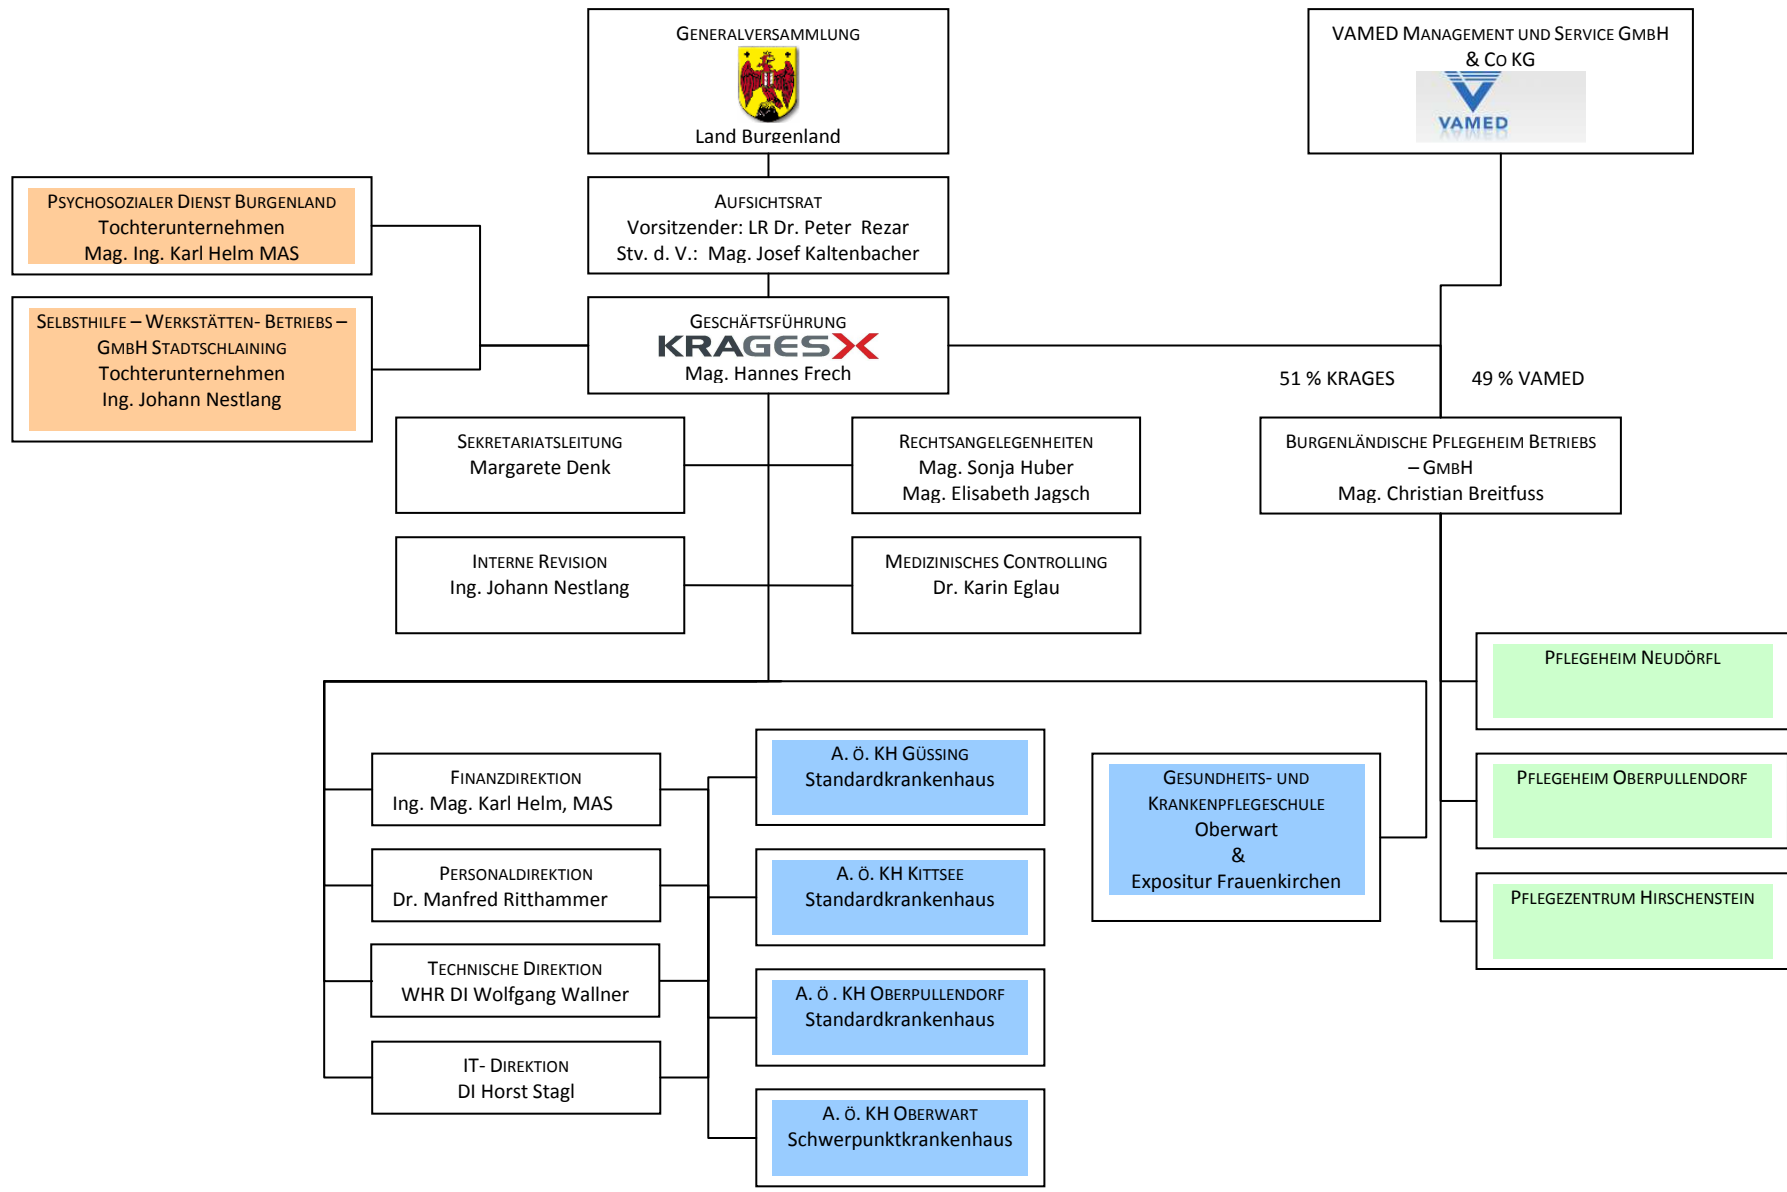 GENERALVERSAMMLUNG
Land Burgenland
VAMED MANAGEMENT UND SERVICE GMBH
& CO KG
VAMED
PSYCHOSOZIALER DIENST BURGENLAND
Tochterunternehmen
Mag. Ing. Karl Helm MAS
AUFSICHTSRAT
Vorsitzender: LR Dr. Peter Rezar
Stv. d. V.: Mag. Josef Kaltenbacher
SELBSTHILFE – WERKSTÄTTEN- BETRIEBS –
GMBH STADTSCHLAINING
Tochterunternehmen
Ing. Johann Nestlang
GESCHÄFTSFÜHRUNG
KRAGES
Mag. Hannes Frech
51 % KRAGES
49 % VAMED
SEKRETARIATSLEITUNG
Margarete Denk
RECHTSANGELEGENHEITEN
Mag. Sonja Huber
Mag. Elisabeth Jagsch
BURGENLÄNDISCHE PFLEGEHEIM BETRIEBS
– GMBH
Mag. Christian Breitfuss
INTERNE REVISION
Ing. Johann Nestlang
MEDIZINISCHES CONTROLLING
Dr. Karin Eglau
FINANZDIREKTION
Ing. Mag. Karl Helm, MAS
PERSONALDIREKTION
Dr. Manfred Ritthammer
TECHNISCHE DIREKTION
WHR DI Wolfgang Wallner
IT- DIREKTION
DI Horst Stagl
A. Ö. KH GÜSSING
Standardkrankenhaus
A. Ö. KH KITTSEE
Standardkrankenhaus
A. Ö . KH OBERPULLENDORF
Standardkrankenhaus
A. Ö. KH OBERWART
Schwerpunktkrankenhaus
GESUNDHEITS- UND
KRANKENPFLEGESCHULE
Oberwart
&
Expositur Frauenkirchen
PFLEGEHEIM NEUDÖRFL
PFLEGEHEIM OBERPULLENDORF
PFLEGEZENTRUM HIRSCHENSTEIN